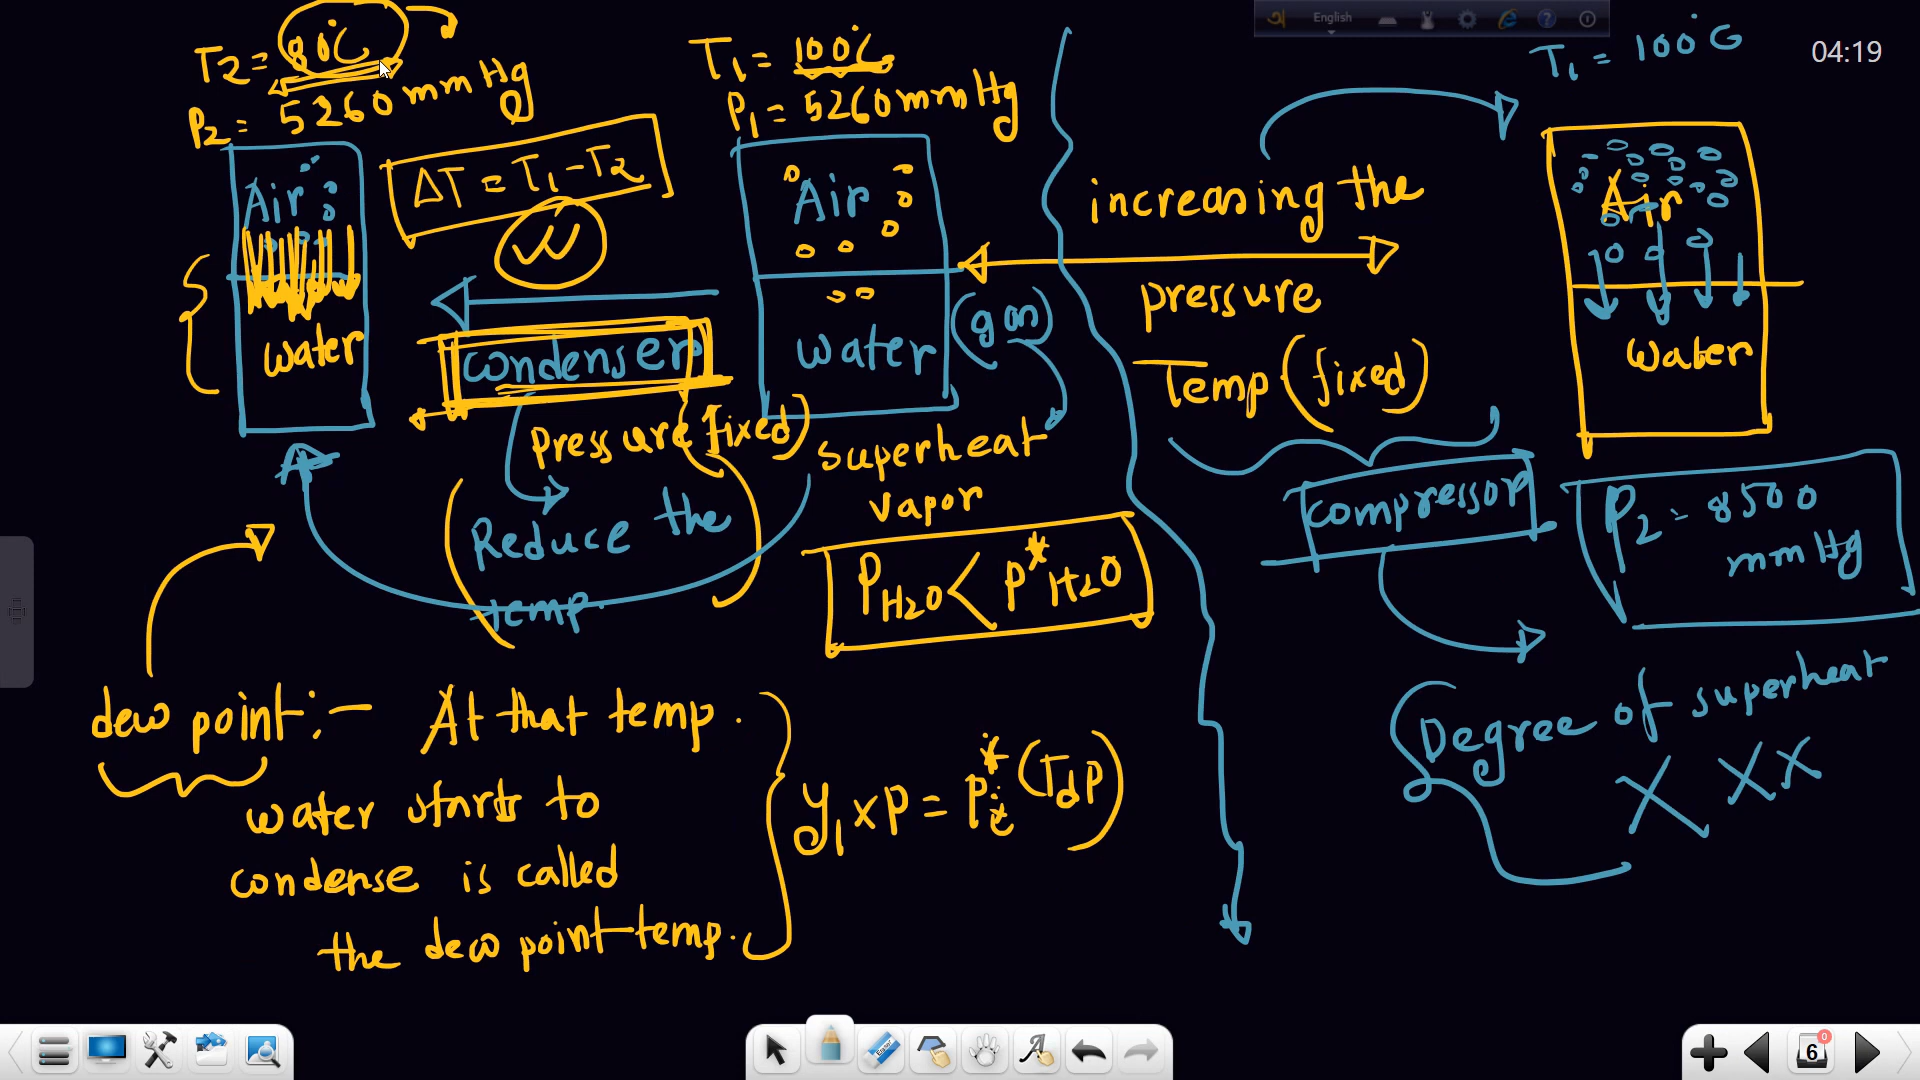 English
04:19
T2 = 80°C
P2 = 5260 mm Hg
T1 = 100°C
P1 = 5260 mm Hg
T1 = 100°C
Air
water
ΔT = T1 - T2
condenser
Pressure fixed)
(Reduce the
temp.)
Air
water
(gas)
superheat
vapor
PH2O < P*H2O
increasing the
pressure
Temp. (fixed)
compressor
Air
water
P2 = 8500
mm Hg
Degree of superheat
X X X
dew point :- At that temp.
water starts to
condense is called
the dew point temp.
y1 x P = P*i (Tdp)
6
0